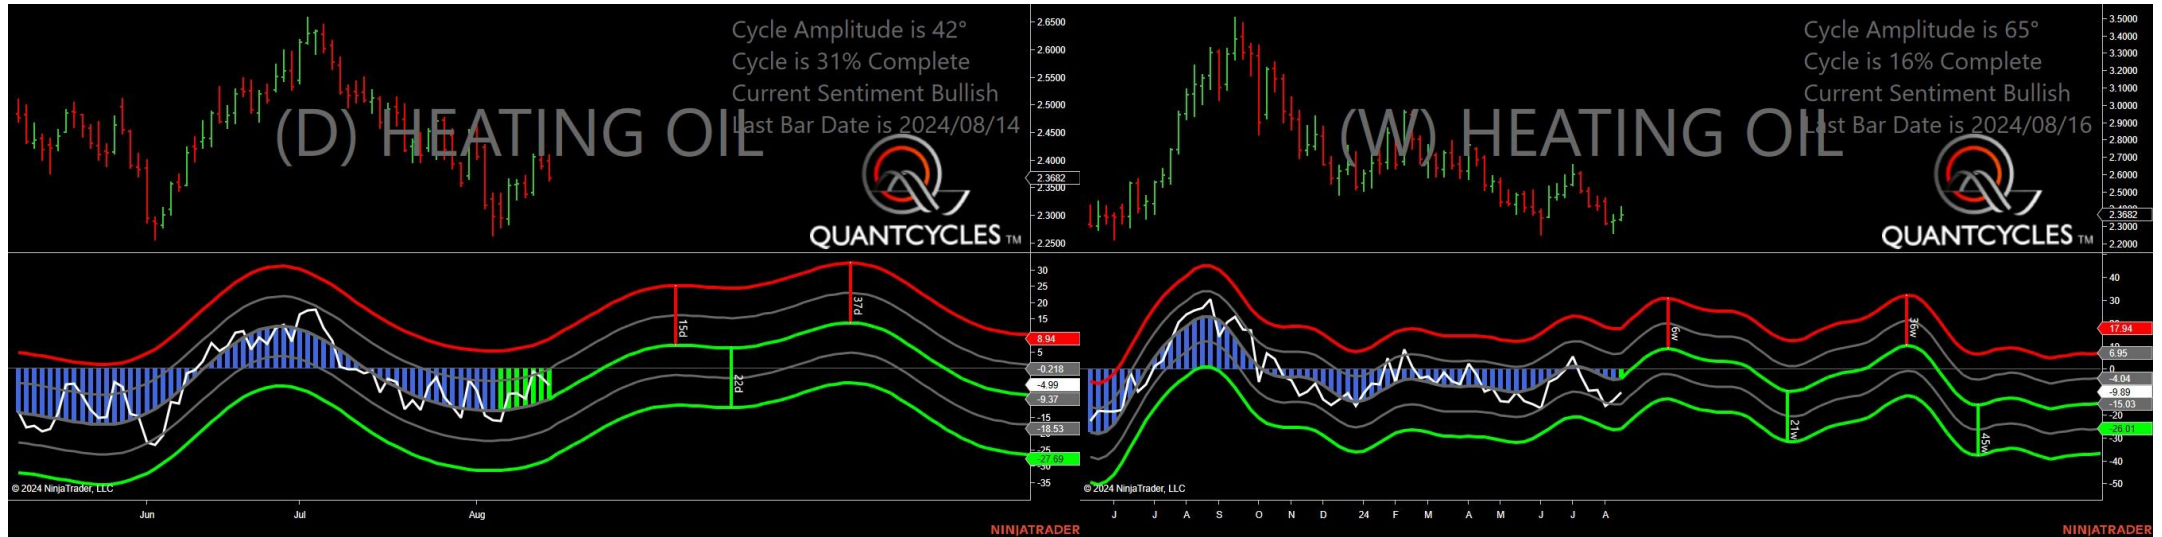 Cycle Amplitude is 42°
Cycle is 31% Complete
Current Sentiment Bullish
Last Bar Date is 2024/08/14
(D) HEATING OIL
QUANTCYCLES TM
2.6500
2.6000
2.5500
2.5000
2.4500
2.4000
2.3682
2.3500
2.3000
2.2500
15d
22d
37d
30
25
20
15
8.94
5
-0.218
-4.99
-9.37
-15
-18.53
-27.69
-30
-35
© 2024 NinjaTrader, LLC
Jun
Jul
Aug
NINJATRADER
Cycle Amplitude is 65°
Cycle is 16% Complete
Current Sentiment Bullish
Last Bar Date is 2024/08/16
(W) HEATING OIL
QUANTCYCLES TM
3.5000
3.4000
3.3000
3.2000
3.1000
3.0000
2.9000
2.8000
2.7000
2.6000
2.5000
2.3682
2.3000
2.2000
6w
21w
36w
45w
40
30
17.94
10
6.95
0
-4.04
-9.89
-15.03
-20
-26.01
-30
-40
-50
© 2024 NinjaTrader, LLC
J
J
A
S
O
N
D
24
F
M
A
M
J
J
A
NINJATRADER